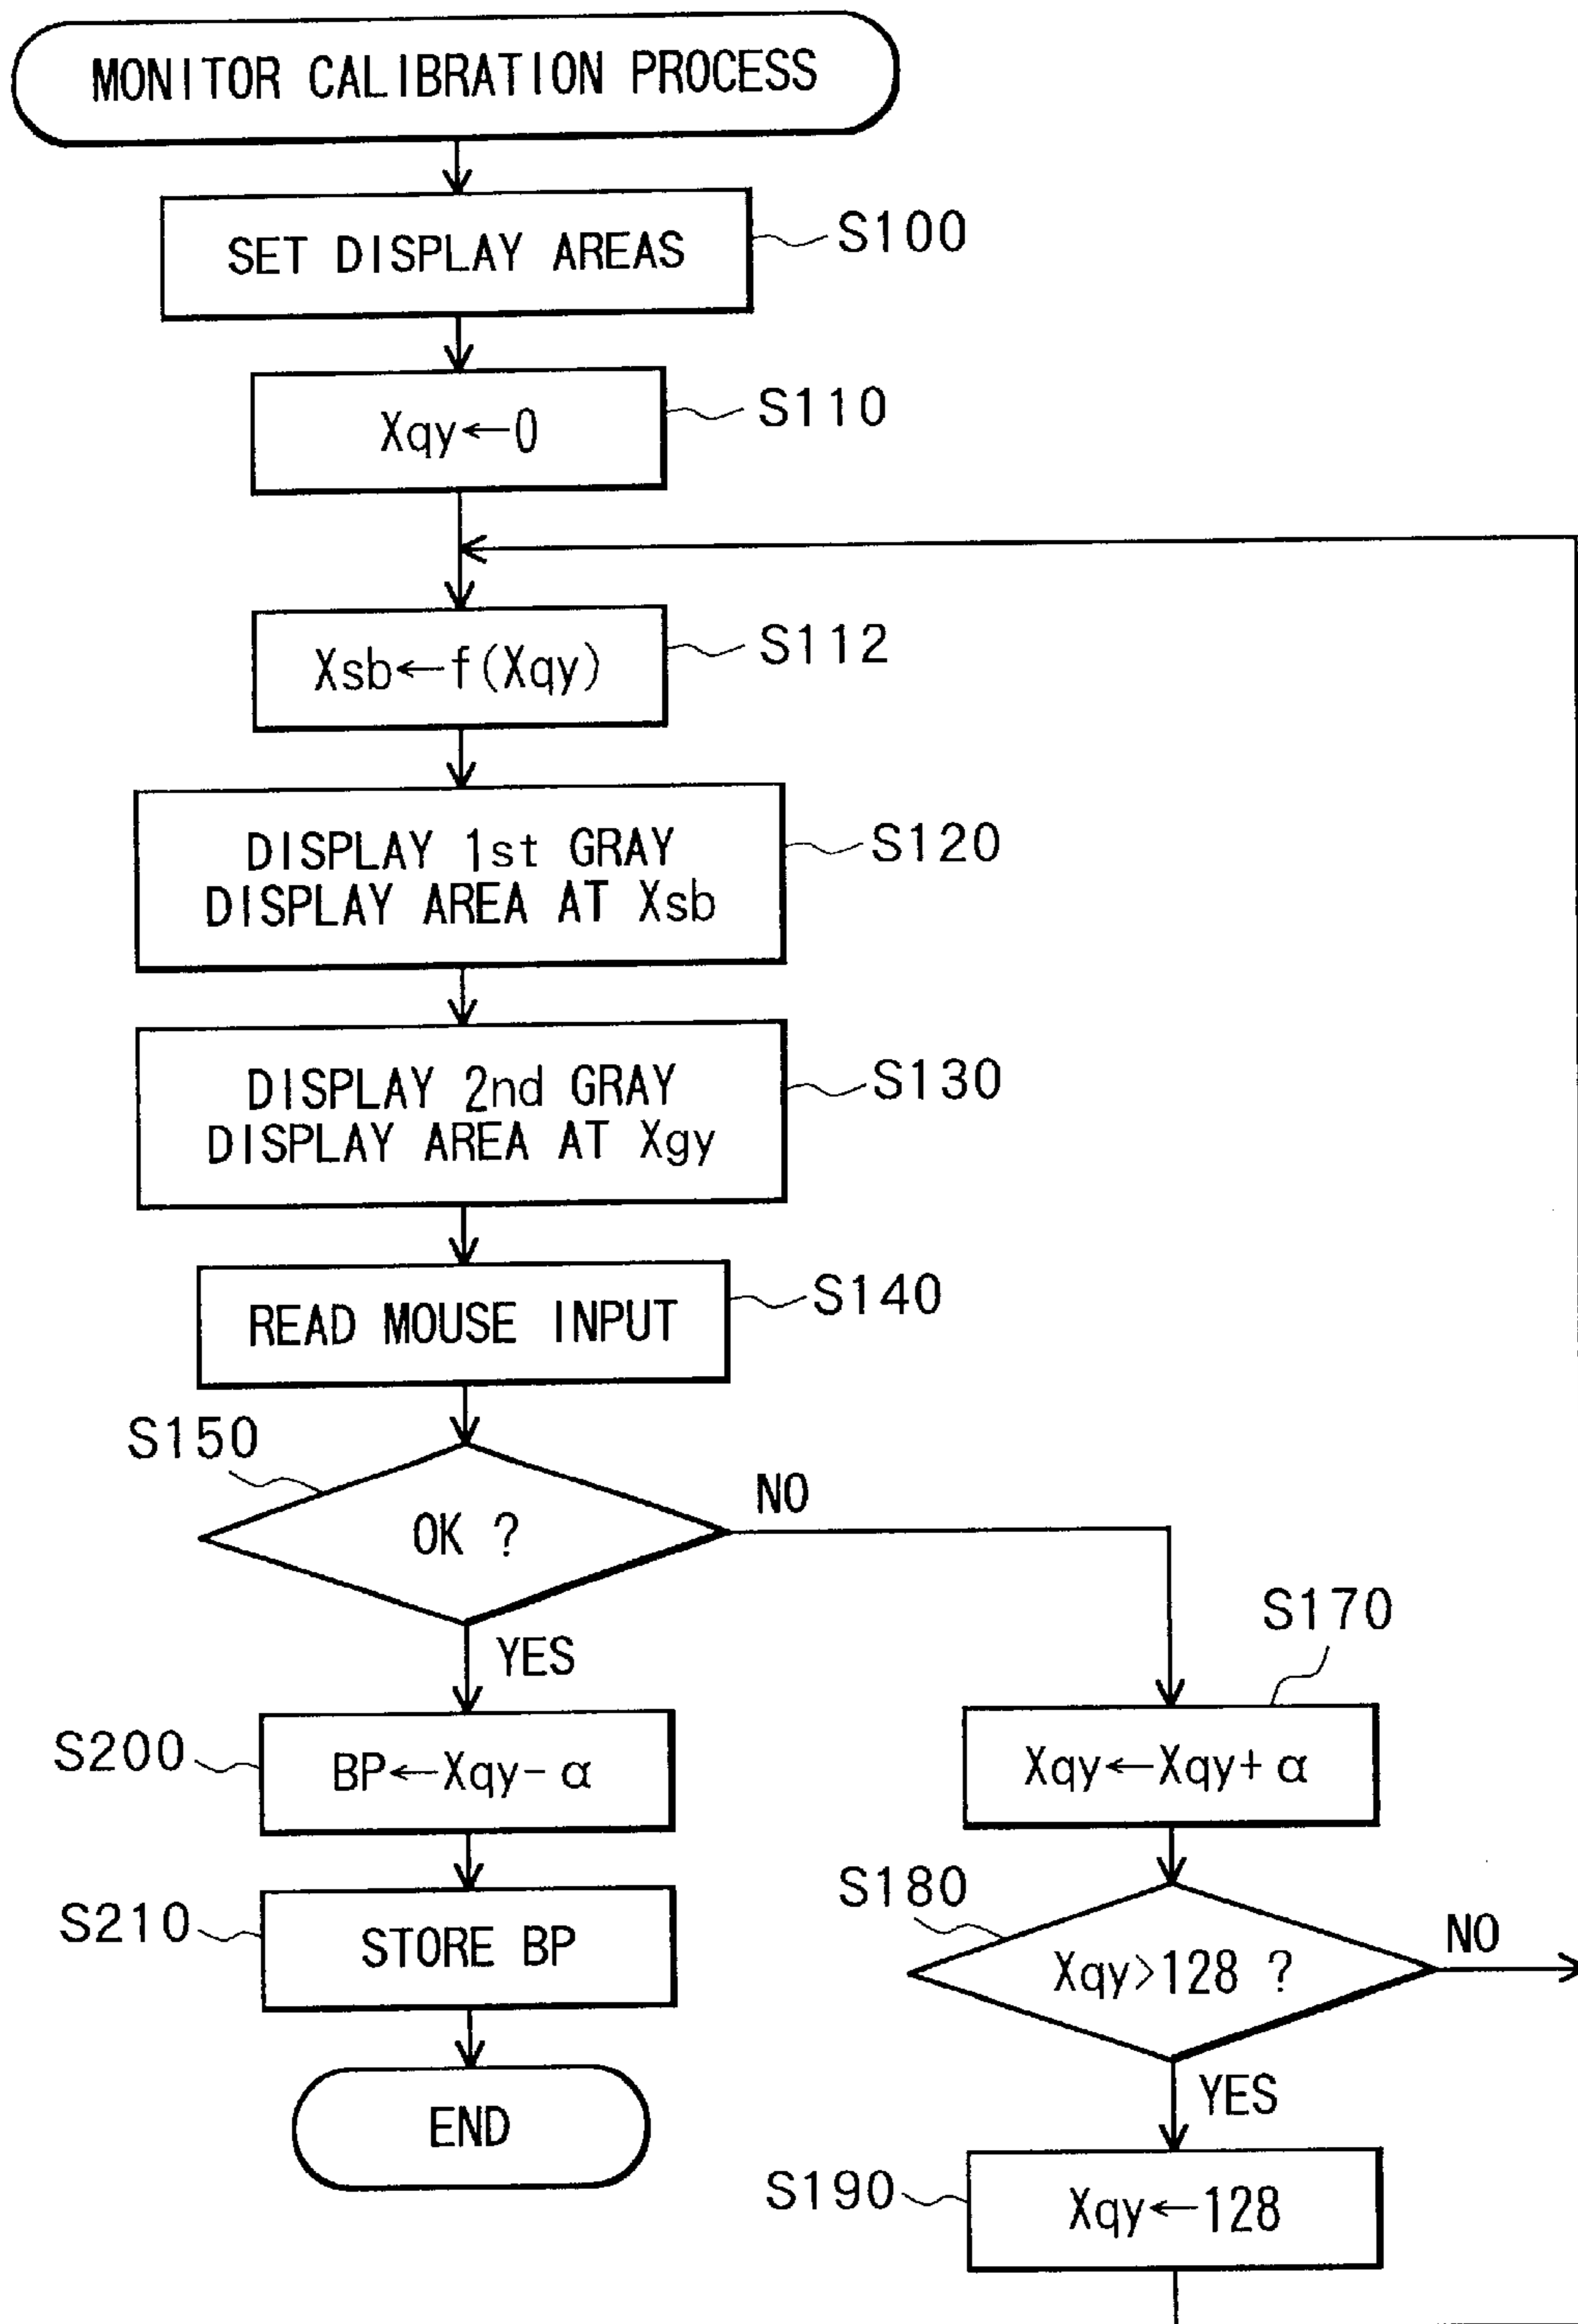 MONITOR CALIBRATION PROCESS
SET DISPLAY AREAS
S100
Xqy←0
S110
Xsb←f(Xqy)
S112
DISPLAY 1st GRAY
DISPLAY AREA AT Xsb
S120
DISPLAY 2nd GRAY
DISPLAY AREA AT Xgy
S130
READ MOUSE INPUT
S140
S150
OK ?
NO
YES
S170
Xqy←Xqy+α
S200
BP←Xqy-α
S180
Xqy>128 ?
NO
S210
STORE BP
YES
END
S190
Xqy←128